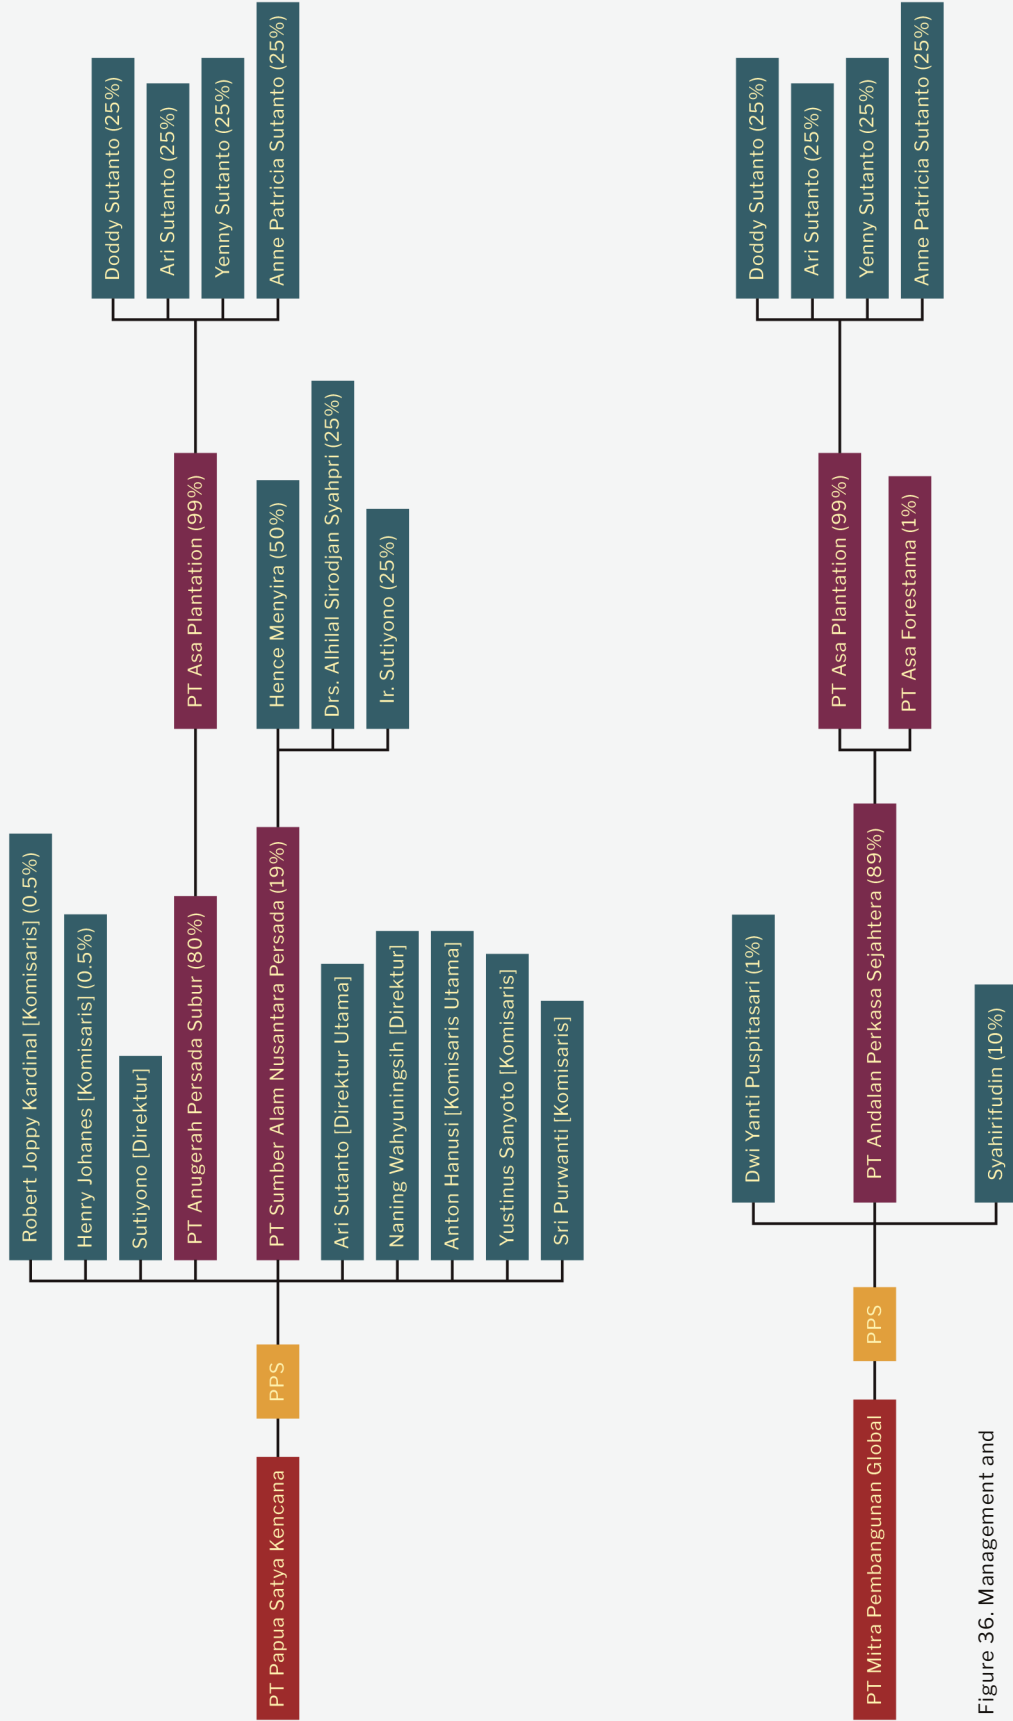 Robert Joppy Kardinal [Komisaris] (0.5%)
Henry Johanes [Komisaris] (0.5%)
Doddy Sutanto (25%)
Sutiyono [Direktur]
Ari Sutanto (25%)
PT Anugerah Persada Subur (80%)
PT Asa Plantation (99%)
Yenny Sutanto (25%)
PT Papua Satya Kencana
PPS
PT Sumber Alam Nusantara Persada (19%)
Hence Menyira (50%)
Anne Patricia Sutanto (25%)
Drs. Alhilal Sirodjan Syahpri (25%)
Ari Sutanto [Direktur Utama]
Ir. Sutiyono (25%)
Naning Wahyuningsih [Direktur]
Anton Hanusi [Komisaris Utama]
Yustinus Sanyoto [Komisaris]
Sri Purwanti [Komisaris]
Dwi Yanti Puspitasari (1%)
Doddy Sutanto (25%)
Ari Sutanto (25%)
PT Asa Plantation (99%)
Yenny Sutanto (25%)
PT Mitra Pembangunan Global
PPS
PT Andalan Perkasa Sejahtera (89%)
PT Asa Forestama (1%)
Anne Patricia Sutanto (25%)
Syahirifudin (10%)
Figure 36. Management and